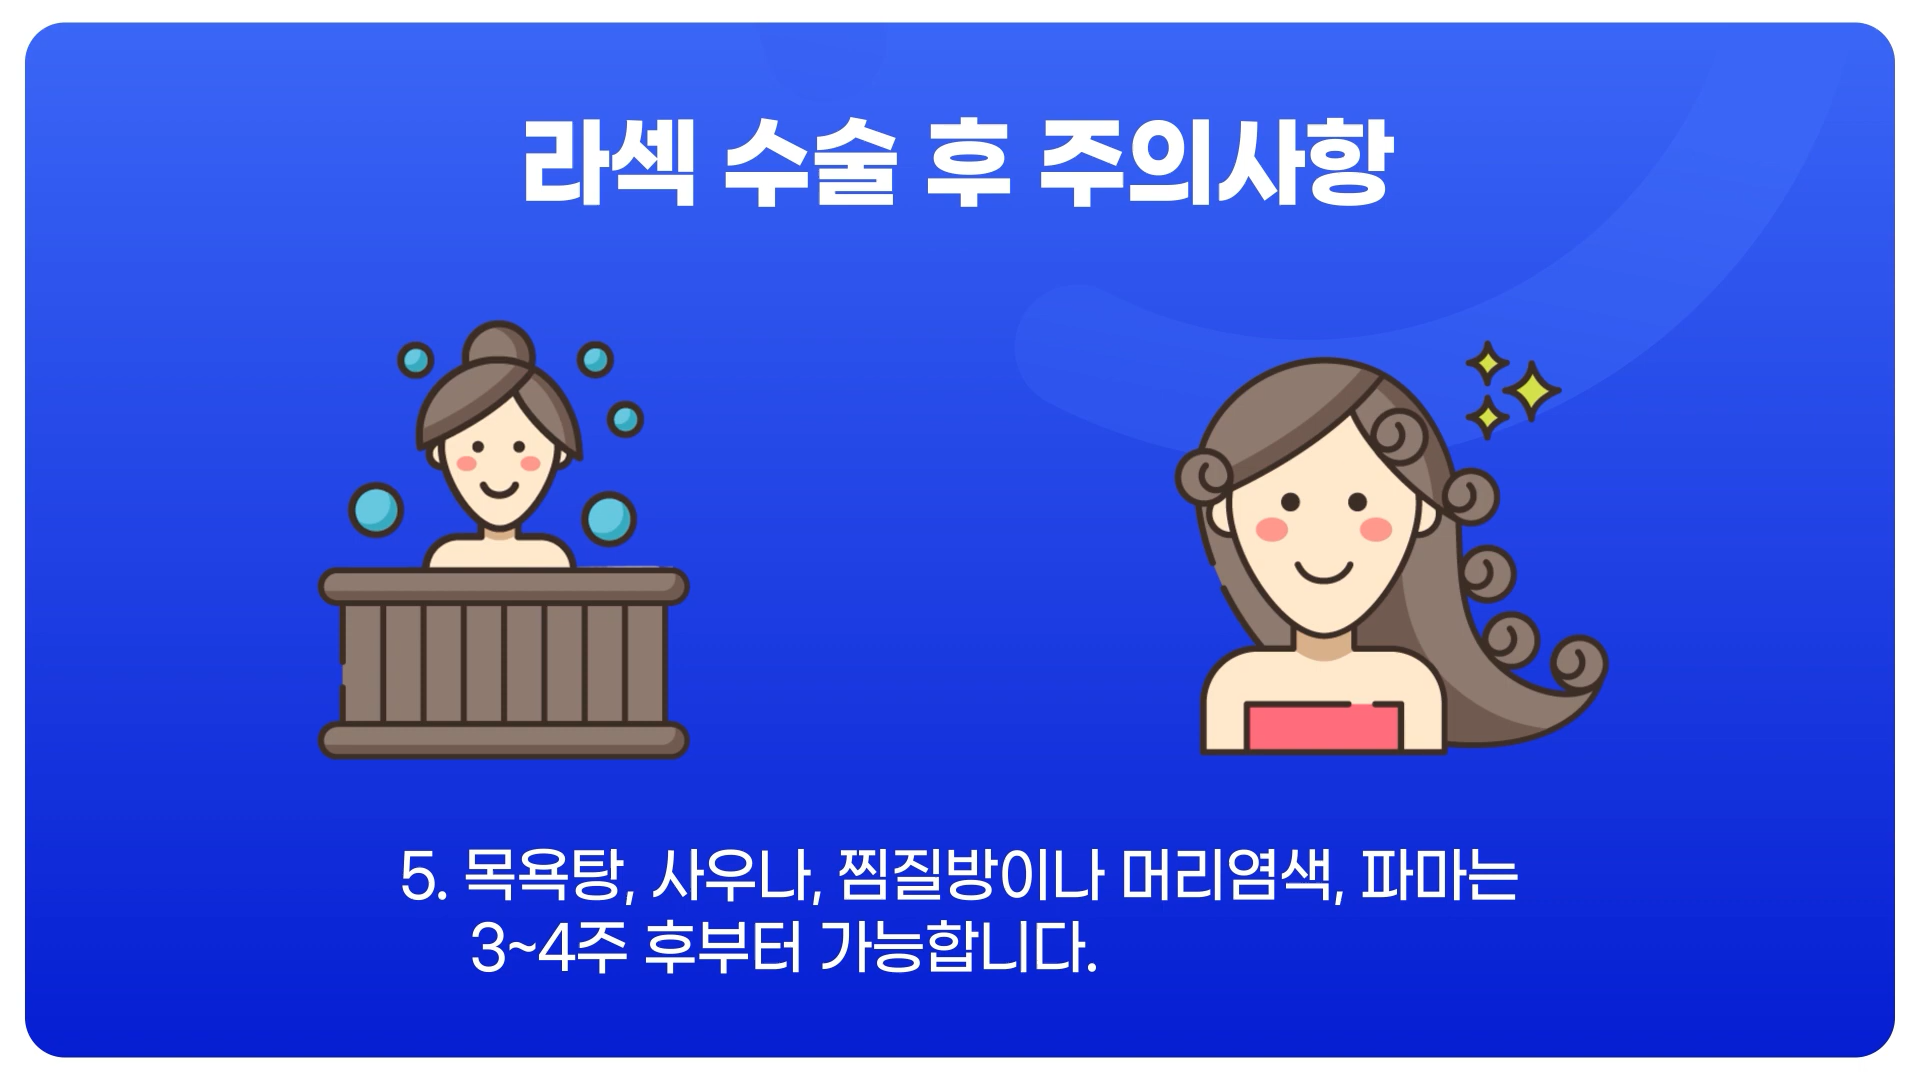 라섹 수술 후 주의사항
5. 목욕탕, 사우나, 찜질방이나 머리염색, 파마는
3~4주 후부터 가능합니다.